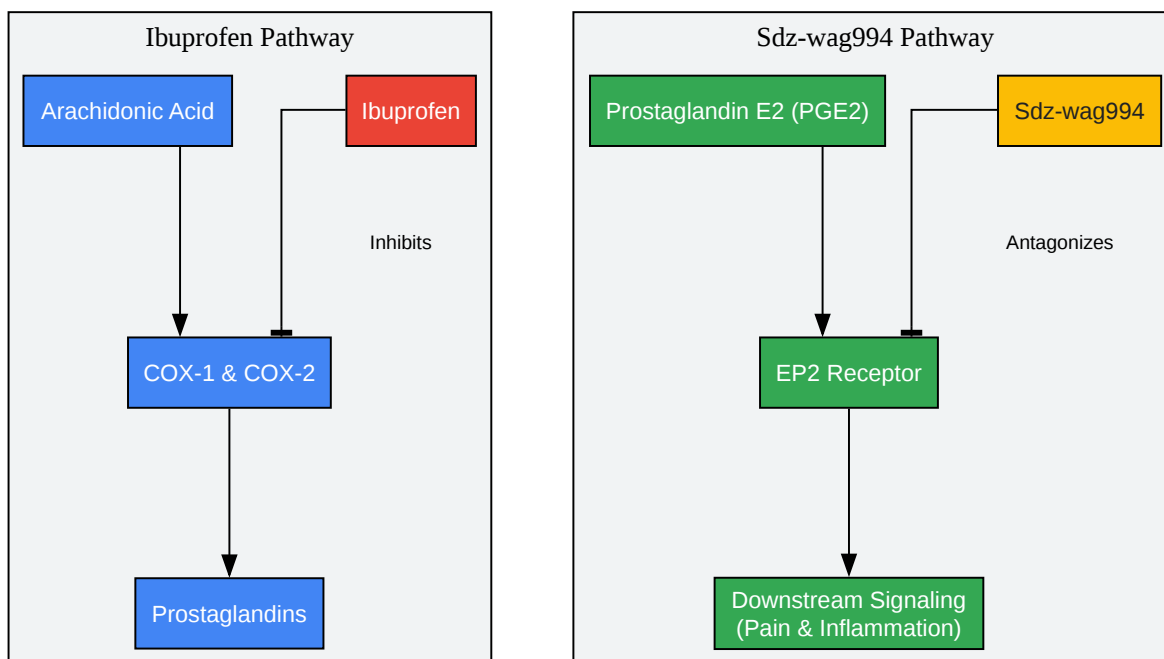 Ibuprofen Pathway
Arachidonic Acid
Ibuprofen
Inhibits
COX-1 & COX-2
Prostaglandins
Sdz-wag994 Pathway
Prostaglandin E2 (PGE2)
Sdz-wag994
Antagonizes
EP2 Receptor
Downstream Signaling
(Pain & Inflammation)